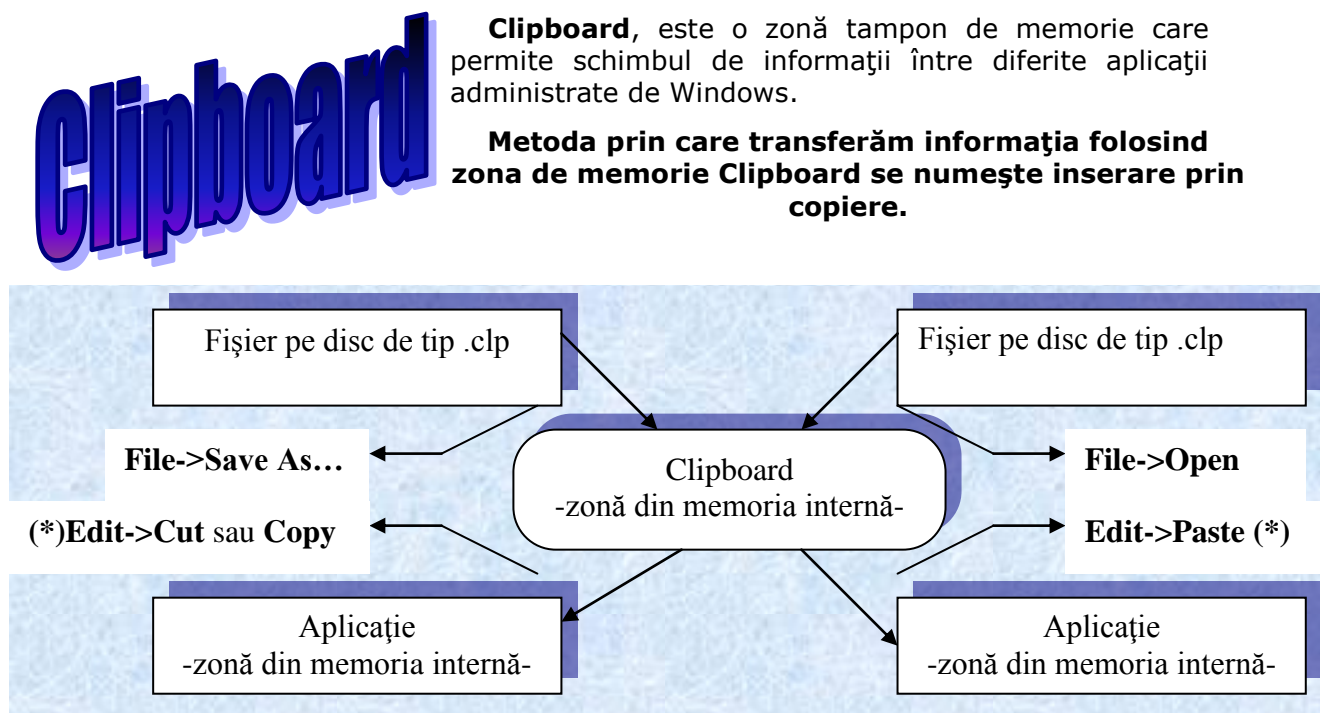 Clipboard
Clipboard, este o zonă tampon de memorie care
permite schimbul de informaţii între diferite aplicaţii
administrate de Windows.
Metoda prin care transferăm informaţia folosind
zona de memorie Clipboard se numeşte inserare prin
copiere.
Fişier pe disc de tip .clp
Fişier pe disc de tip .clp
File->Save As…
Clipboard
-zonă din memoria internă-
File->Open
(*)Edit->Cut sau Copy
Edit->Paste (*)
Aplicaţie
-zonă din memoria internă-
Aplicaţie
-zonă din memoria internă-